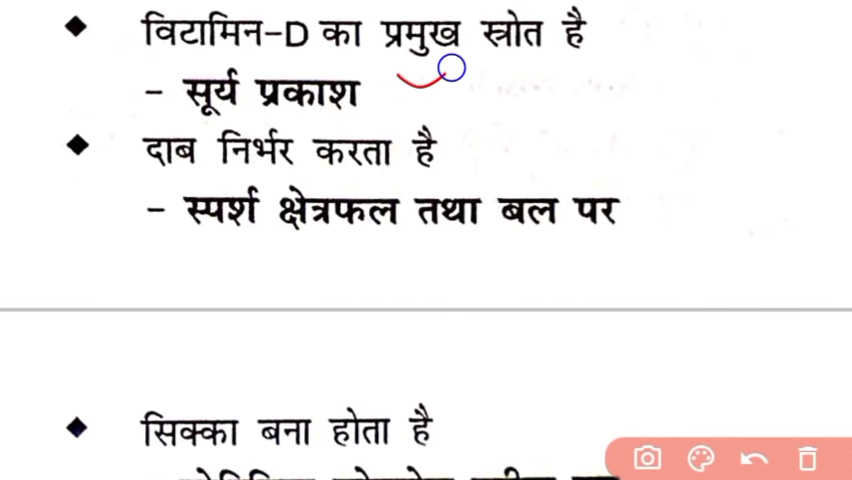 ◆ विटामिन-D का प्रमुख स्त्रोत है
- सूर्य प्रकाश
◆ दाब निर्भर करता है
- स्पर्श क्षेत्रफल तथा बल पर
◆ सिक्का बना होता है